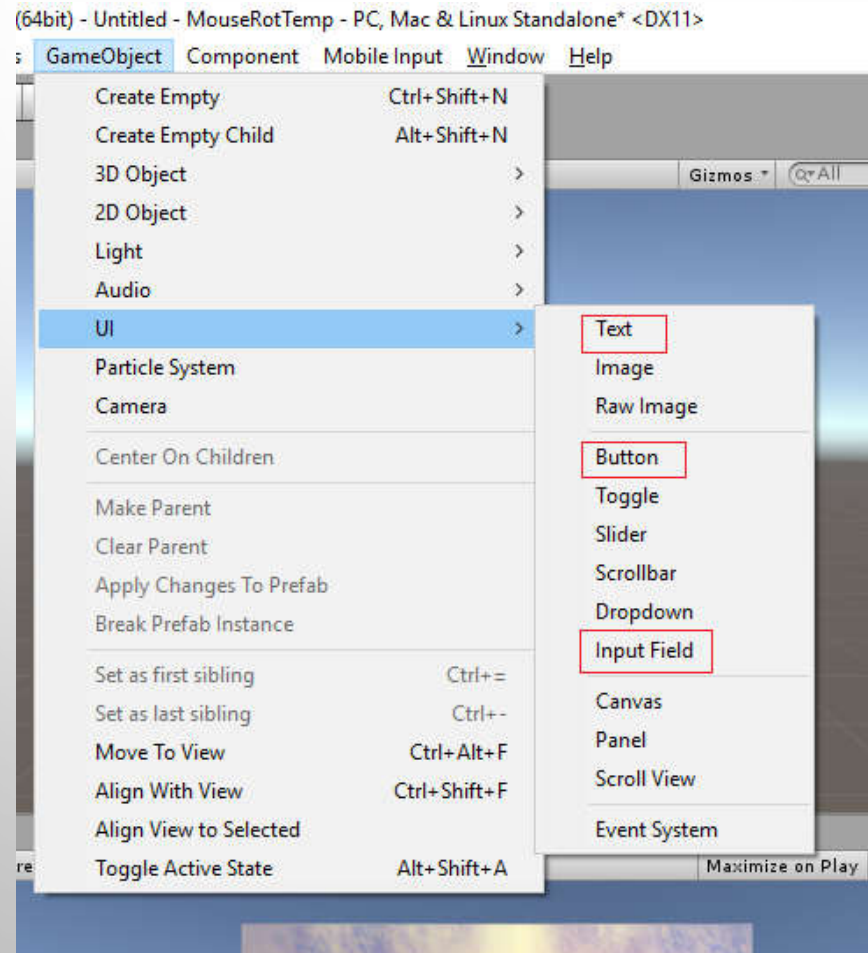 (64bit) - Untitled - MouseRotTemp - PC, Mac & Linux Standalone* <DX11>
s GameObject Component Mobile Input Window Help
Create Empty Ctrl+Shift+N
Create Empty Child Alt+Shift+N
3D Object >
Gizmos All
2D Object >
Light >
Audio >
UI >
Particle System
Camera
Center On Children
Make Parent
Clear Parent
Apply Changes To Prefab
Break Prefab Instance
Set as first sibling Ctrl+=
Set as last sibling Ctrl+-
Move To View Ctrl+Alt+F
Align With View Ctrl+Shift+F
Align View to Selected
Toggle Active State Alt+Shift+A
Text
Image
Raw Image
Button
Toggle
Slider
Scrollbar
Dropdown
Input Field
Canvas
Panel
Scroll View
Event System
re
Maximize on Play